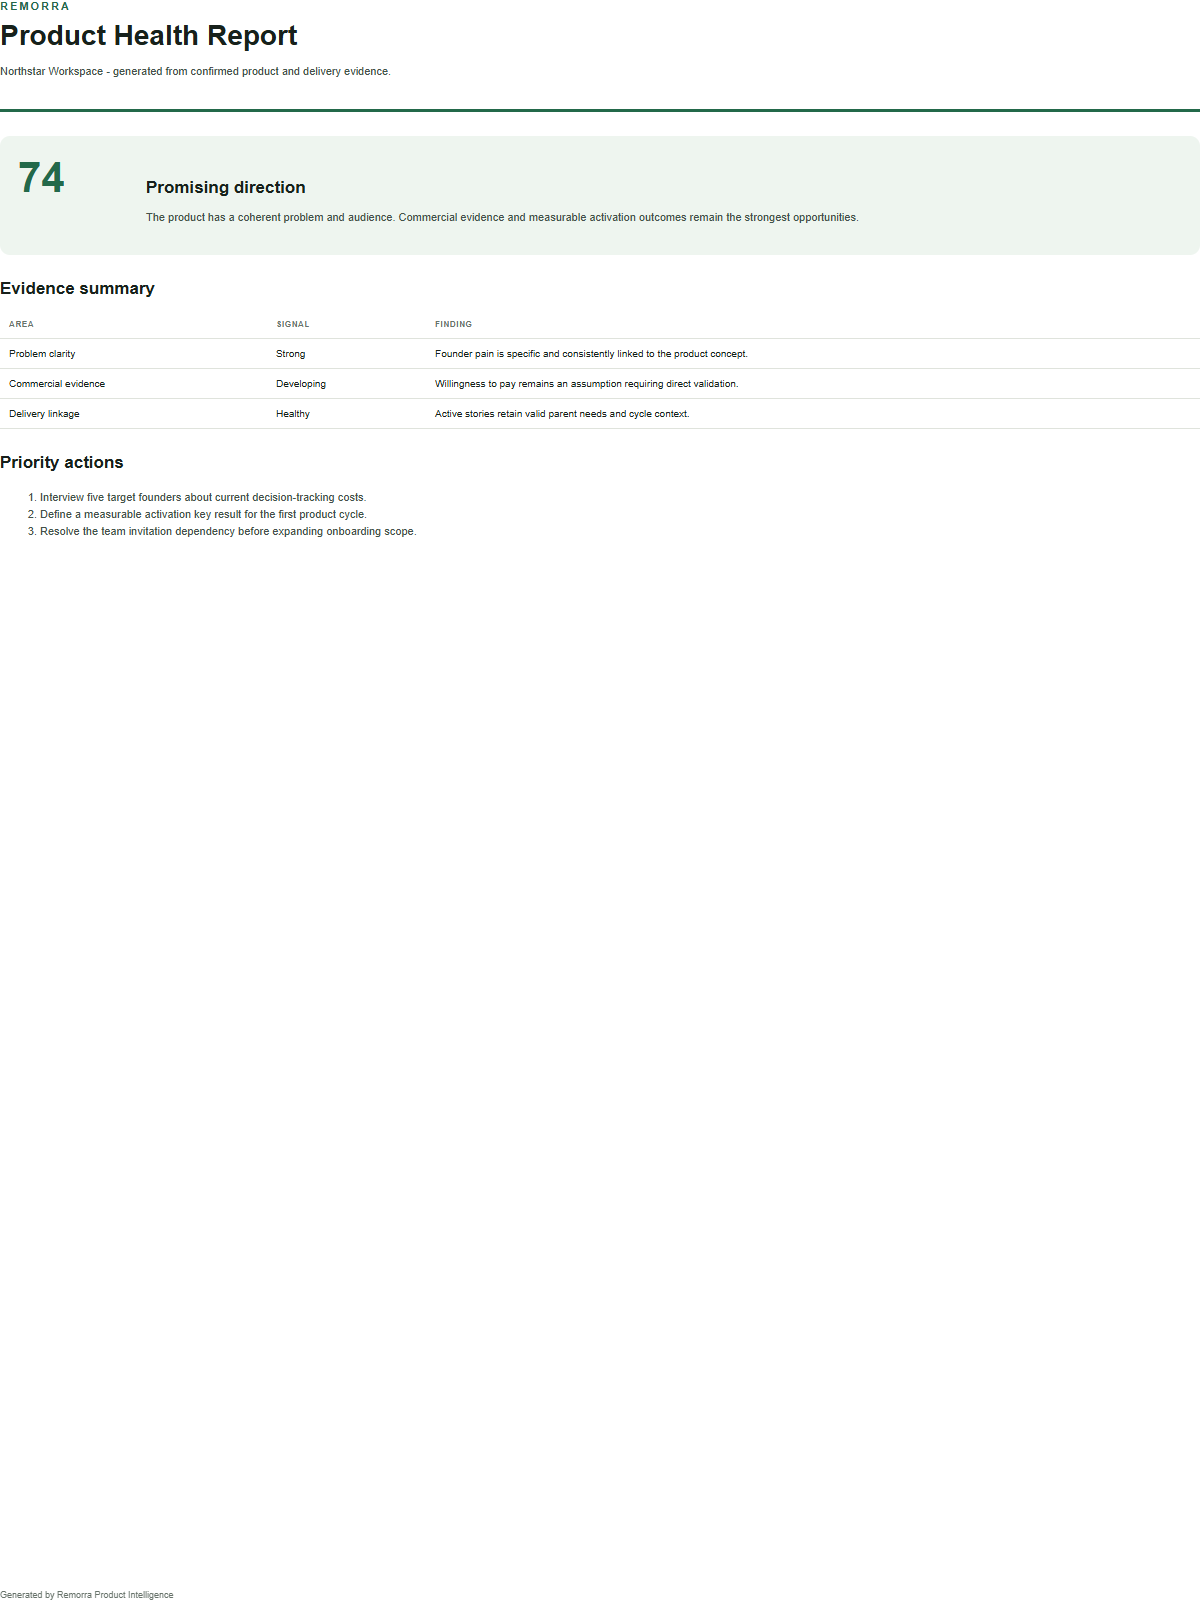 REMORRA
Product Health Report
Northstar Workspace - generated from confirmed product and delivery evidence.
74
Promising direction
The product has a coherent problem and audience. Commercial evidence and measurable activation outcomes remain the strongest opportunities.
Evidence summary
AREA SIGNAL FINDING
Problem clarity Strong Founder pain is specific and consistently linked to the product concept.
Commercial evidence Developing Willingness to pay remains an assumption requiring direct validation.
Delivery linkage Healthy Active stories retain valid parent needs and cycle context.
Priority actions
1. Interview five target founders about current decision-tracking costs.
2. Define a measurable activation key result for the first product cycle.
3. Resolve the team invitation dependency before expanding onboarding scope.
Generated by Remorra Product Intelligence